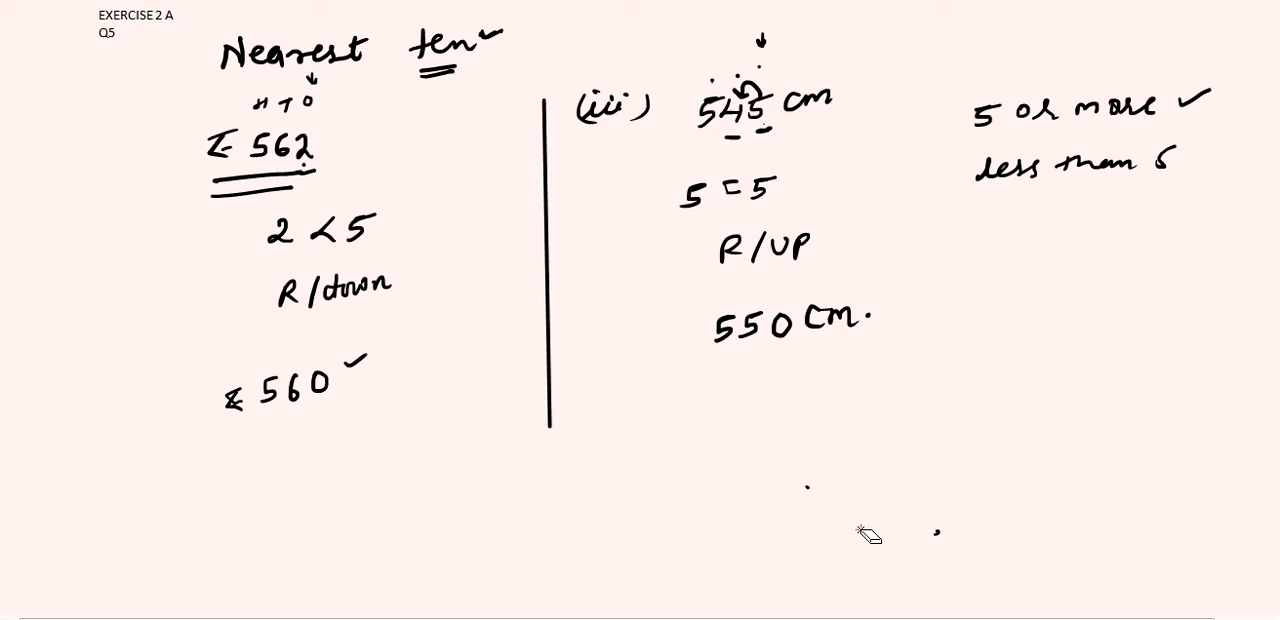 EXERCISE 2 A
Q5
Nearest ten
H T O
₹ 562
2 < 5
R/down
₹ 560
(iii) 545 cm
5 = 5
R/UP
550 cm.
5 or more ✓
less than 5